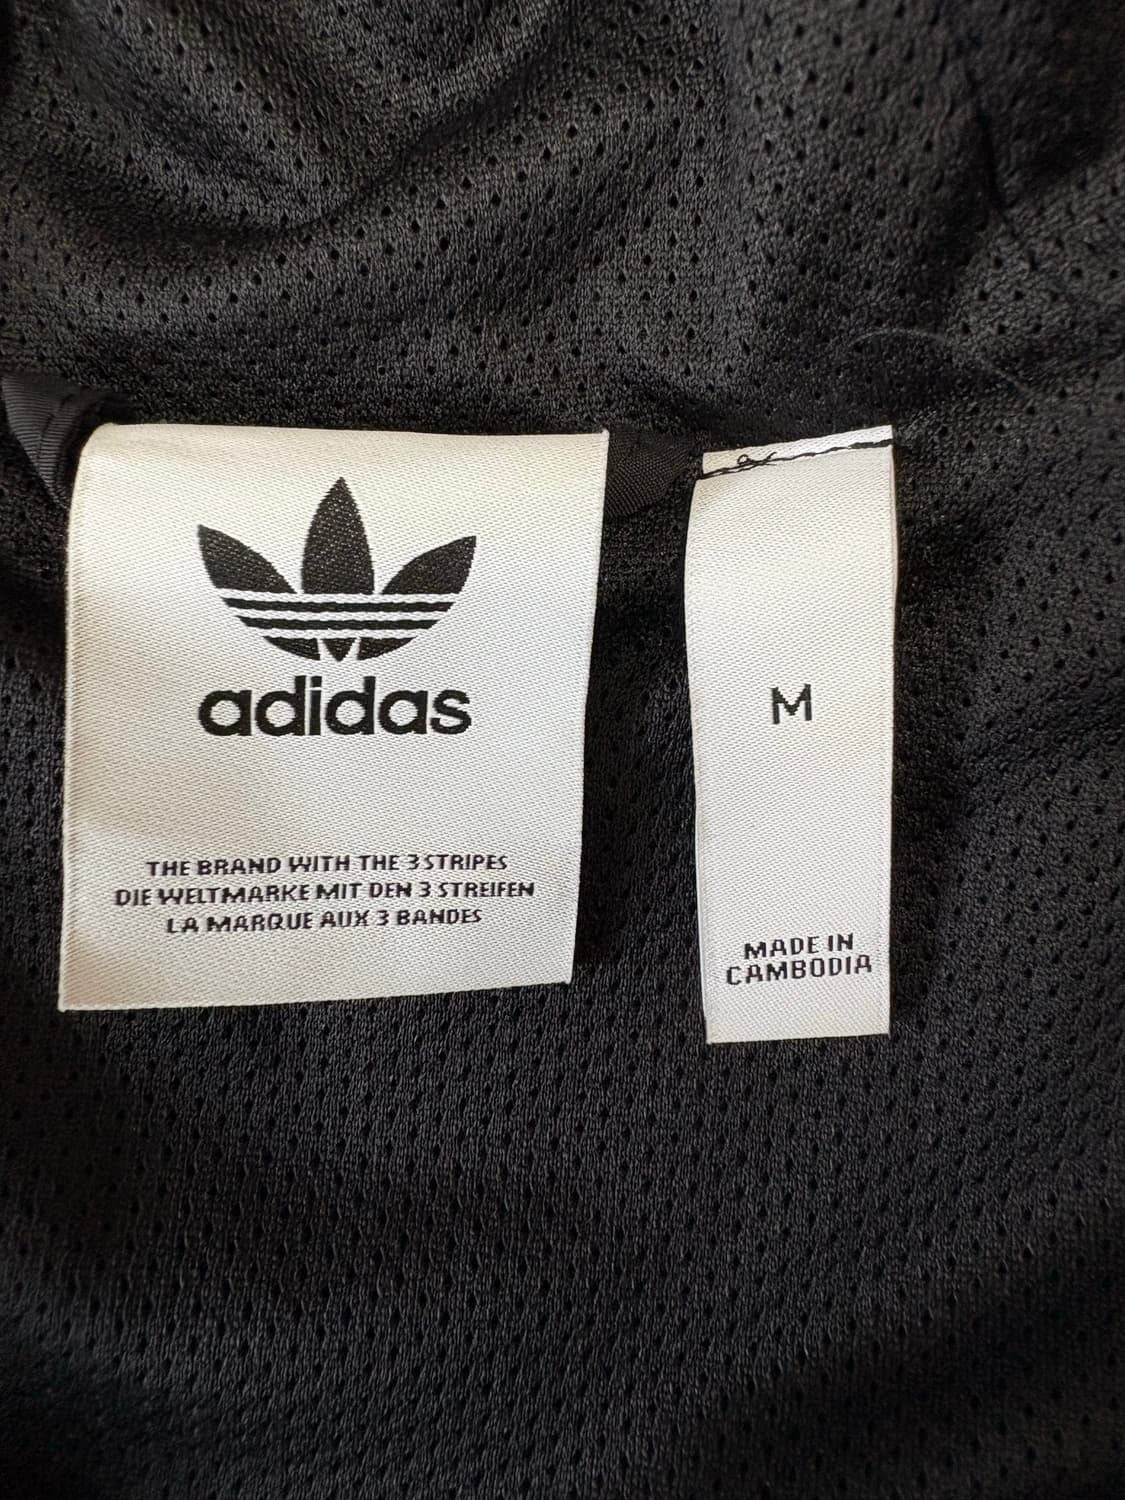 adidas
THE BRAND WITH THE 3 STRIPES
DIE WELTMARKE MIT DEN 3 STREIFEN
LA MARQUE AUX 3 BANDES
M
MADE IN
CAMBODIA